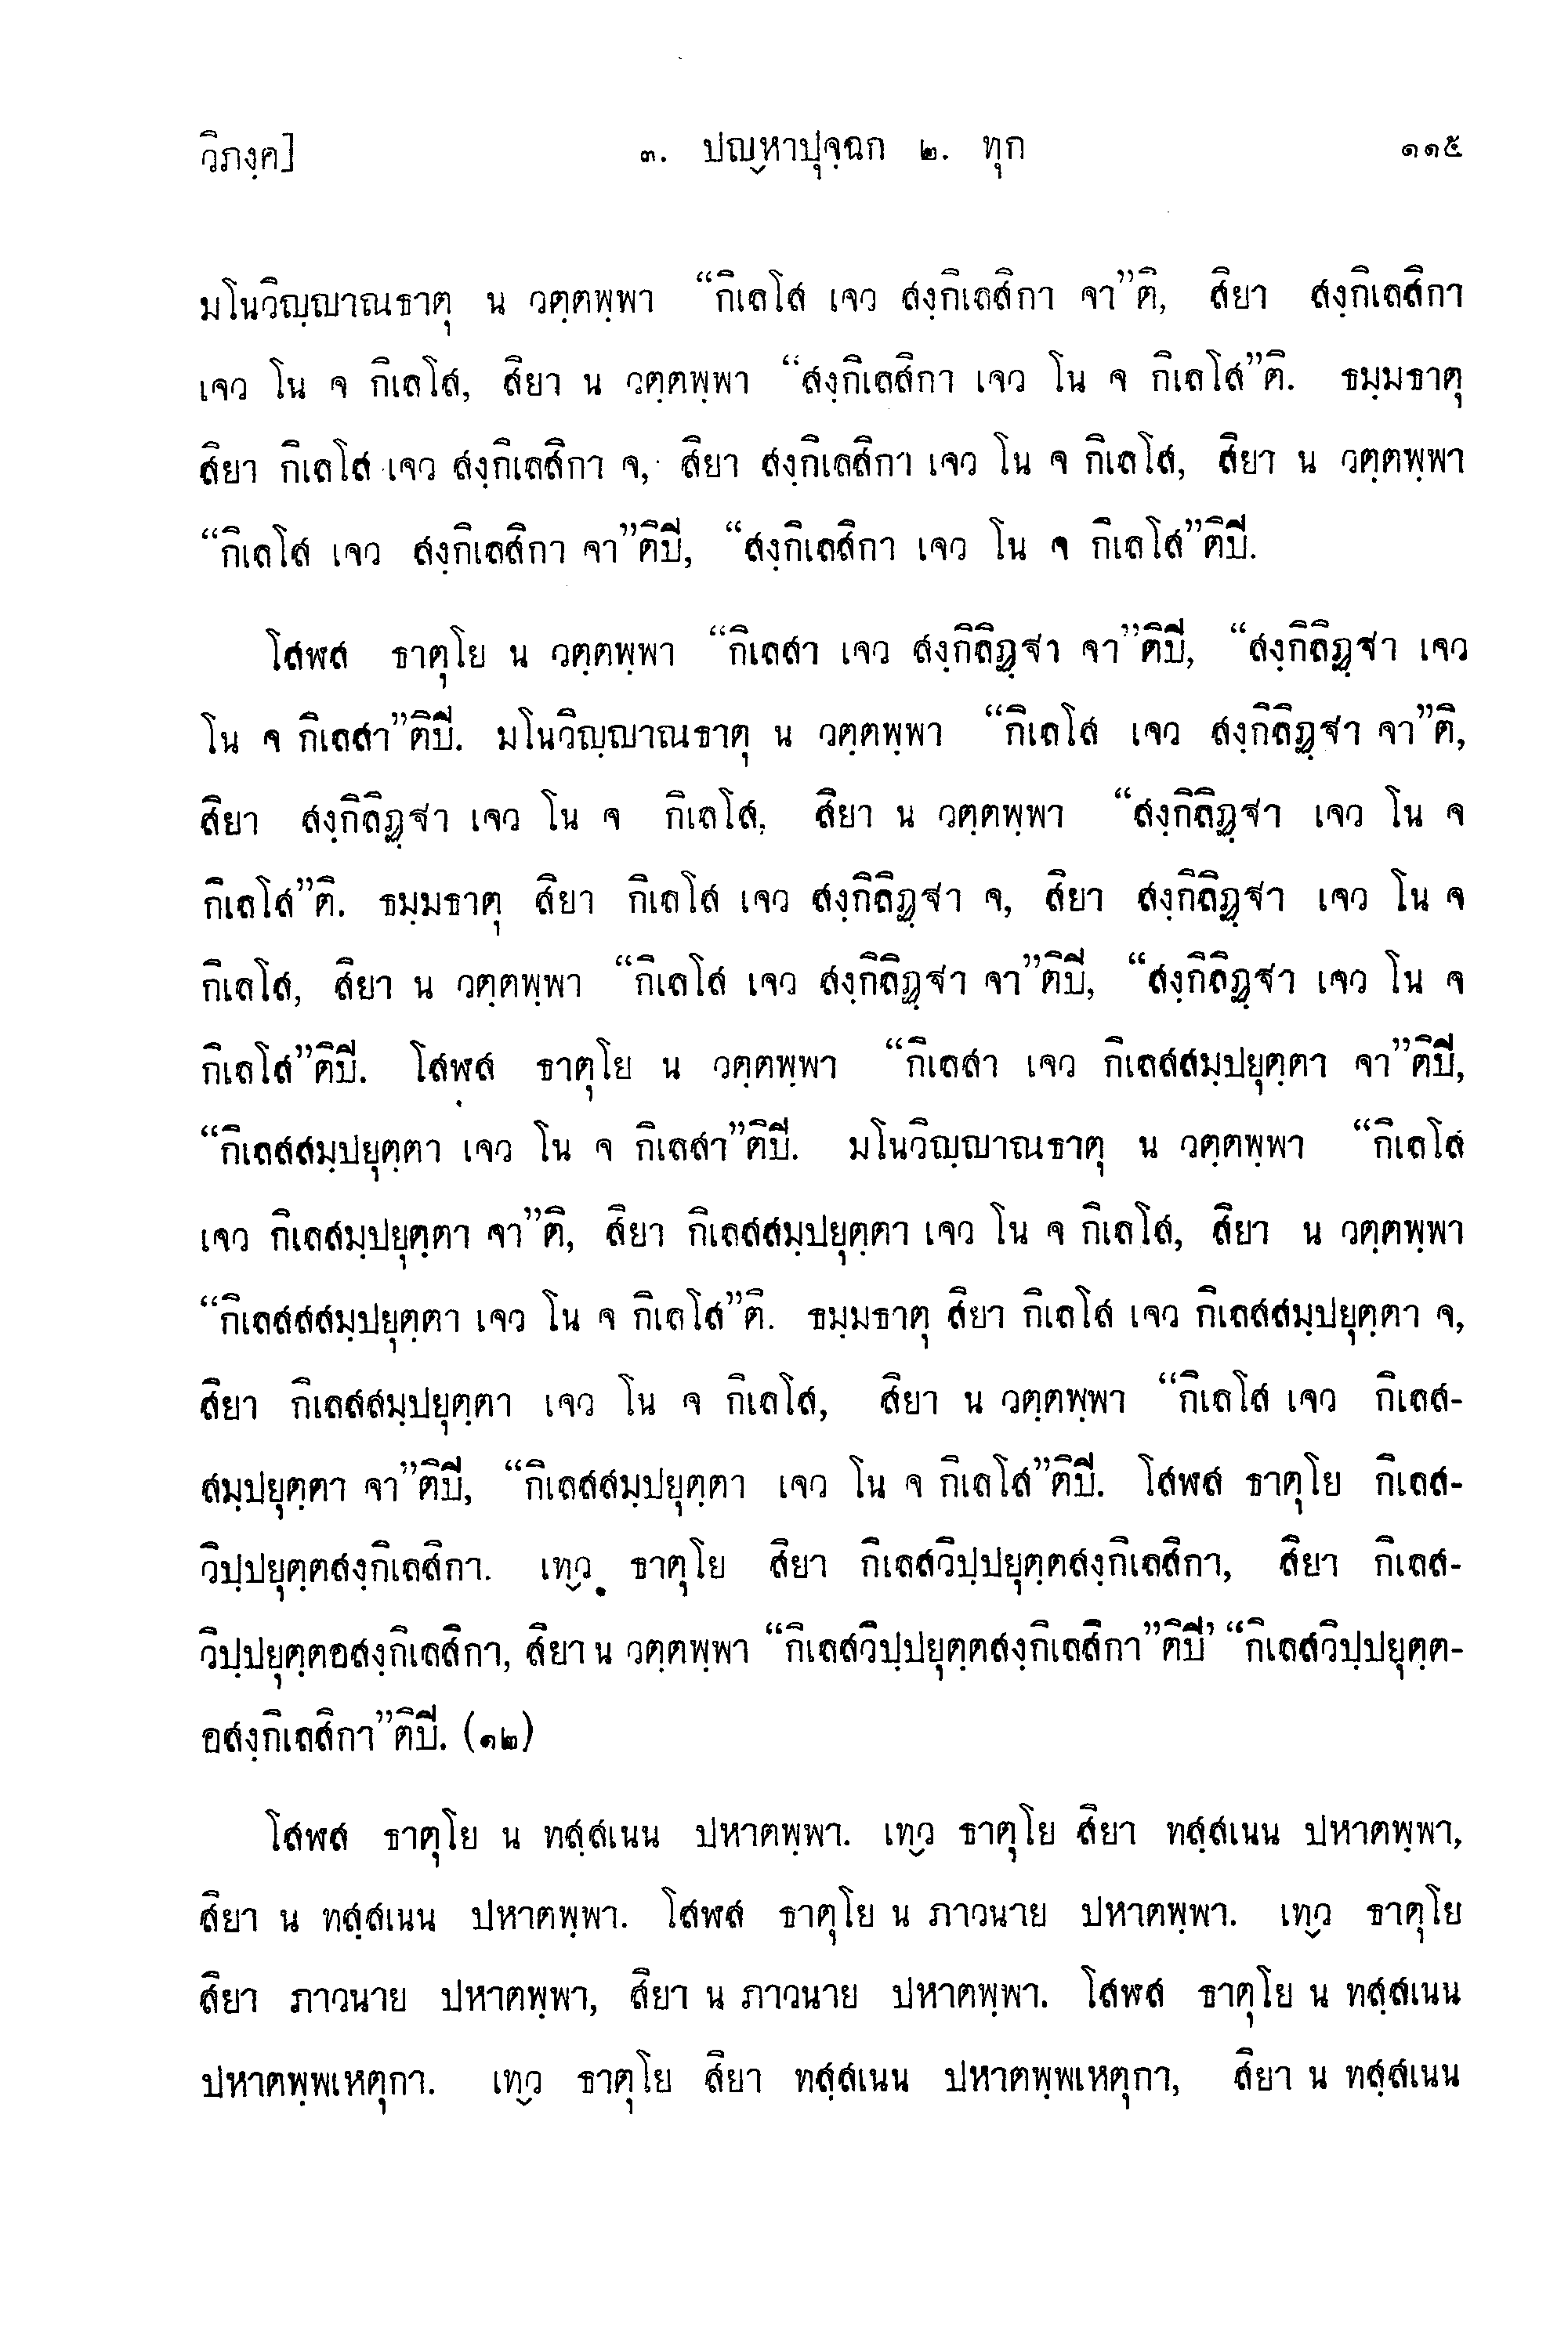 วิภงฺค]	๓. ปญฺหาปุจฺฉก ๒. ทุก	๑๑๕
มโนวิญฺญาณธาตุ น วตฺตพฺพา “กิเลโส เจว สงฺกิเลสิกา จา”ติ, สิยา สงฺกิเลสิกา
เจว โน จ กิเลโส, สิยา น วตฺตพฺพา “สงฺกิเลสิกา เจว โน จ กิเลโส”ติ. ธมฺมธาตุ
สิยา กิเลโส เจว สงฺกิเลสิกา จ, สิยา สงฺกิเลสิกา เจว โน จ กิเลโส, สิยา น วตฺตพฺพา
“กิเลโส เจว สงฺกิเลสิกา จา”ติปี, “สงฺกิเลสิกา เจว โน จ กิเลโส”ติปี.
โสฬส ธาตุโย น วตฺตพฺพา “กิเลสา เจว สงฺกิลิฏฺฐา จา”ติปี, “สงฺกิลิฏฺฐา เจว
โน จ กิเลสา”ติปี. มโนวิญฺญาณธาตุ น วตฺตพฺพา “กิเลโส เจว สงฺกิลิฏฺฐา จา”ติ,
สิยา สงฺกิลิฏฺฐา เจว โน จ กิเลโส, สิยา น วตฺตพฺพา “สงฺกิลิฏฺฐา เจว โน จ
กิเลโส”ติ. ธมฺมธาตุ สิยา กิเลโส เจว สงฺกิลิฏฺฐา จ, สิยา สงฺกิลิฏฺฐา เจว โน จ
กิเลโส, สิยา น วตฺตพฺพา “กิเลโส เจว สงฺกิลิฏฺฐา จา”ติปี, “สงฺกิลิฏฺฐา เจว โน จ
กิเลโส”ติปี. โสฬส ธาตุโย น วตฺตพฺพา “กิเลสา เจว กิเลสสมฺปยุตฺตา จา”ติปี,
“กิเลสสมฺปยุตฺตา เจว โน จ กิเลสา”ติปี. มโนวิญฺญาณธาตุ น วตฺตพฺพา “กิเลโส
เจว กิเลสมฺปยุตฺตา จา”ติ, สิยา กิเลสสมฺปยุตฺตา เจว โน จ กิเลโส, สิยา น วตฺตพฺพา
“กิเลสสสมฺปยุตฺตา เจว โน จ กิเลโส”ติ. ธมฺมธาตุ สิยา กิเลโส เจว กิเลสสมฺปยุตฺตา จ,
สิยา กิเลสสมฺปยุตฺตา เจว โน จ กิเลโส, สิยา น วตฺตพฺพา “กิเลโส เจว กิเลส-
สมฺปยุตฺตา จา”ติปี, “กิเลสสมฺปยุตฺตา เจว โน จ กิเลโส”ติปี. โสฬส ธาตุโย กิเลส-
วิปฺปยุตฺตสงฺกิเลสิกา. เทฺว ธาตุโย สิยา กิเลสวิปฺปยุตฺตสงฺกิเลสิกา, สิยา กิเลส-
วิปฺปยุตฺตอสงฺกิเลสิกา, สิยา น วตฺตพฺพา “กิเลสวิปฺปยุตฺตสงฺกิเลสิกา”ติปี’ “กิเลสวิปฺปยุตฺต-
อสงฺกิเลสิกา”ติปี. (๑๒)
โสฬส ธาตุโย น ทสฺสเนน ปหาตพฺพา. เทฺว ธาตุโย สิยา ทสฺสเนน ปหาตพฺพา,
สิยา น ทสฺสเนน ปหาตพฺพา. โสฬส ธาตุโย น ภาวนาย ปหาตพฺพา. เทฺว ธาตุโย
สิยา ภาวนาย ปหาตพฺพา, สิยา น ภาวนาย ปหาตพฺพา. โสฬส ธาตุโย น ทสฺสเนน
ปหาตพฺพเหตุกา. เทฺว ธาตุโย สิยา ทสฺสเนน ปหาตพฺพเหตุกา, สิยา น ทสฺสเนน